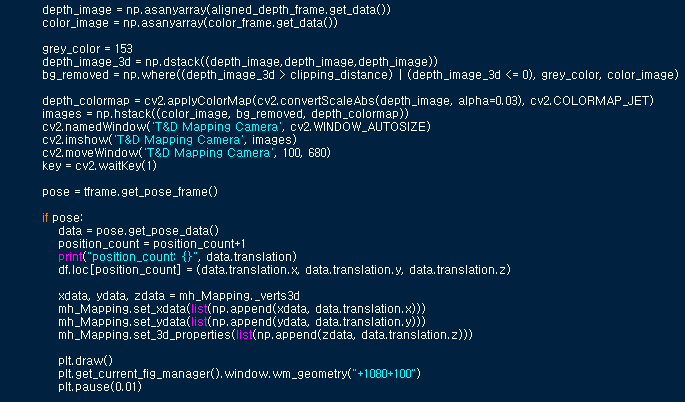 depth_image = np.asanyarray(aligned_depth_frame.get_data())
color_image = np.asanyarray(color_frame.get_data())
grey_color = 153
depth_image_3d = np.dstack((depth_image,depth_image,depth_image))
bg_removed = np.where((depth_image_3d > clipping_distance) | (depth_image_3d <= 0), grey_color, color_image)
depth_colormap = cv2.applyColorMap(cv2.convertScaleAbs(depth_image, alpha=0.03), cv2.COLORMAP_JET)
images = np.hstack((color_image, bg_removed, depth_colormap))
cv2.namedWindow('T&D Mapping Camera', cv2.WINDOW_AUTOSIZE)
cv2.imshow('T&D Mapping Camera', images)
cv2.moveWindow('T&D Mapping Camera', 100, 680)
key = cv2.waitKey(1)
pose = tframe.get_pose_frame()
if pose:
data = pose.get_pose_data()
position_count = position_count+1
print("position_count: {}", data.translation)
df.loc[position_count] = (data.translation.x, data.translation.y, data.translation.z)
xdata, ydata, zdata = mh_Mapping._verts3d
mh_Mapping.set_xdata(list(np.append(xdata, data.translation.x)))
mh_Mapping.set_ydata(list(np.append(ydata, data.translation.y)))
mh_Mapping.set_3d_properties(list(np.append(zdata, data.translation.z)))
plt.draw()
plt.get_current_fig_manager().window.wm_geometry("+1080+100")
plt.pause(0.01)